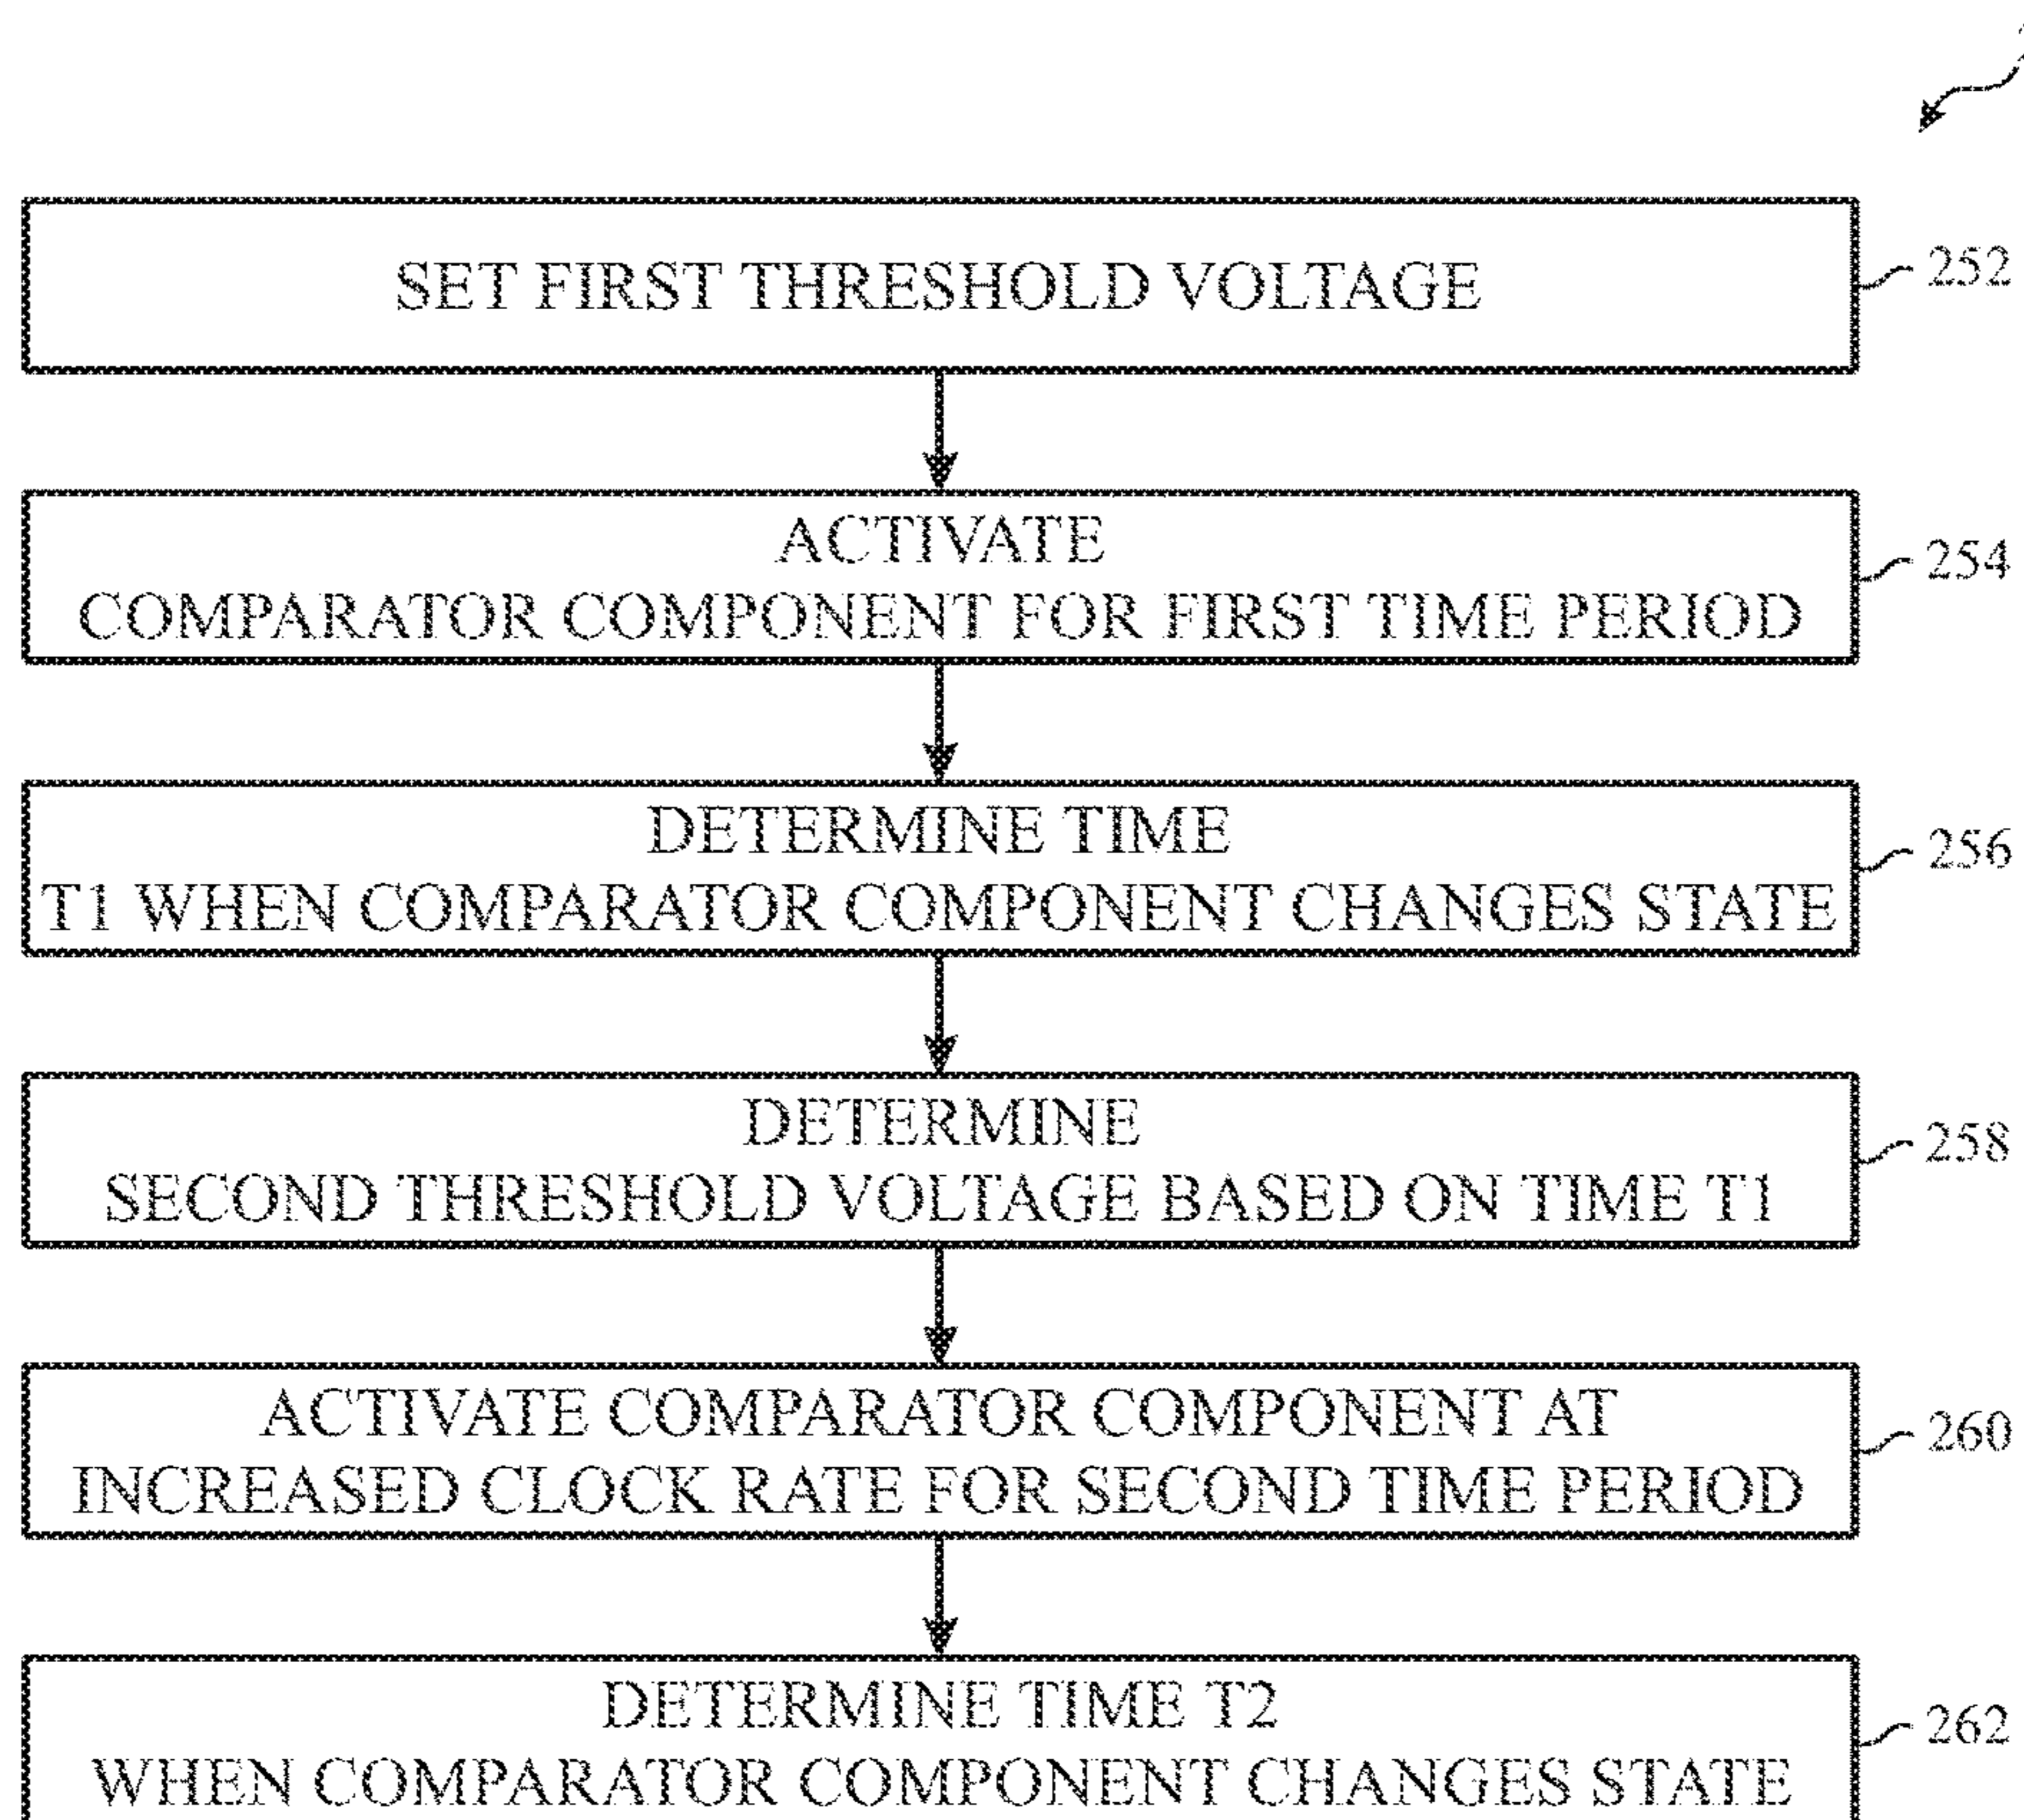 SET FIRST THRESHOLD VOLTAGE
252
ACTIVATE
COMPARATOR COMPONENT FOR FIRST TIME PERIOD
254
DETERMINE TIME
T1 WHEN COMPARATOR COMPONENT CHANGES STATE
256
DETERMINE
SECOND THRESHOLD VOLTAGE BASED ON TIME T1
258
ACTIVATE COMPARATOR COMPONENT AT
INCREASED CLOCK RATE FOR SECOND TIME PERIOD
260
DETERMINE TIME T2
WHEN COMPARATOR COMPONENT CHANGES STATE
262